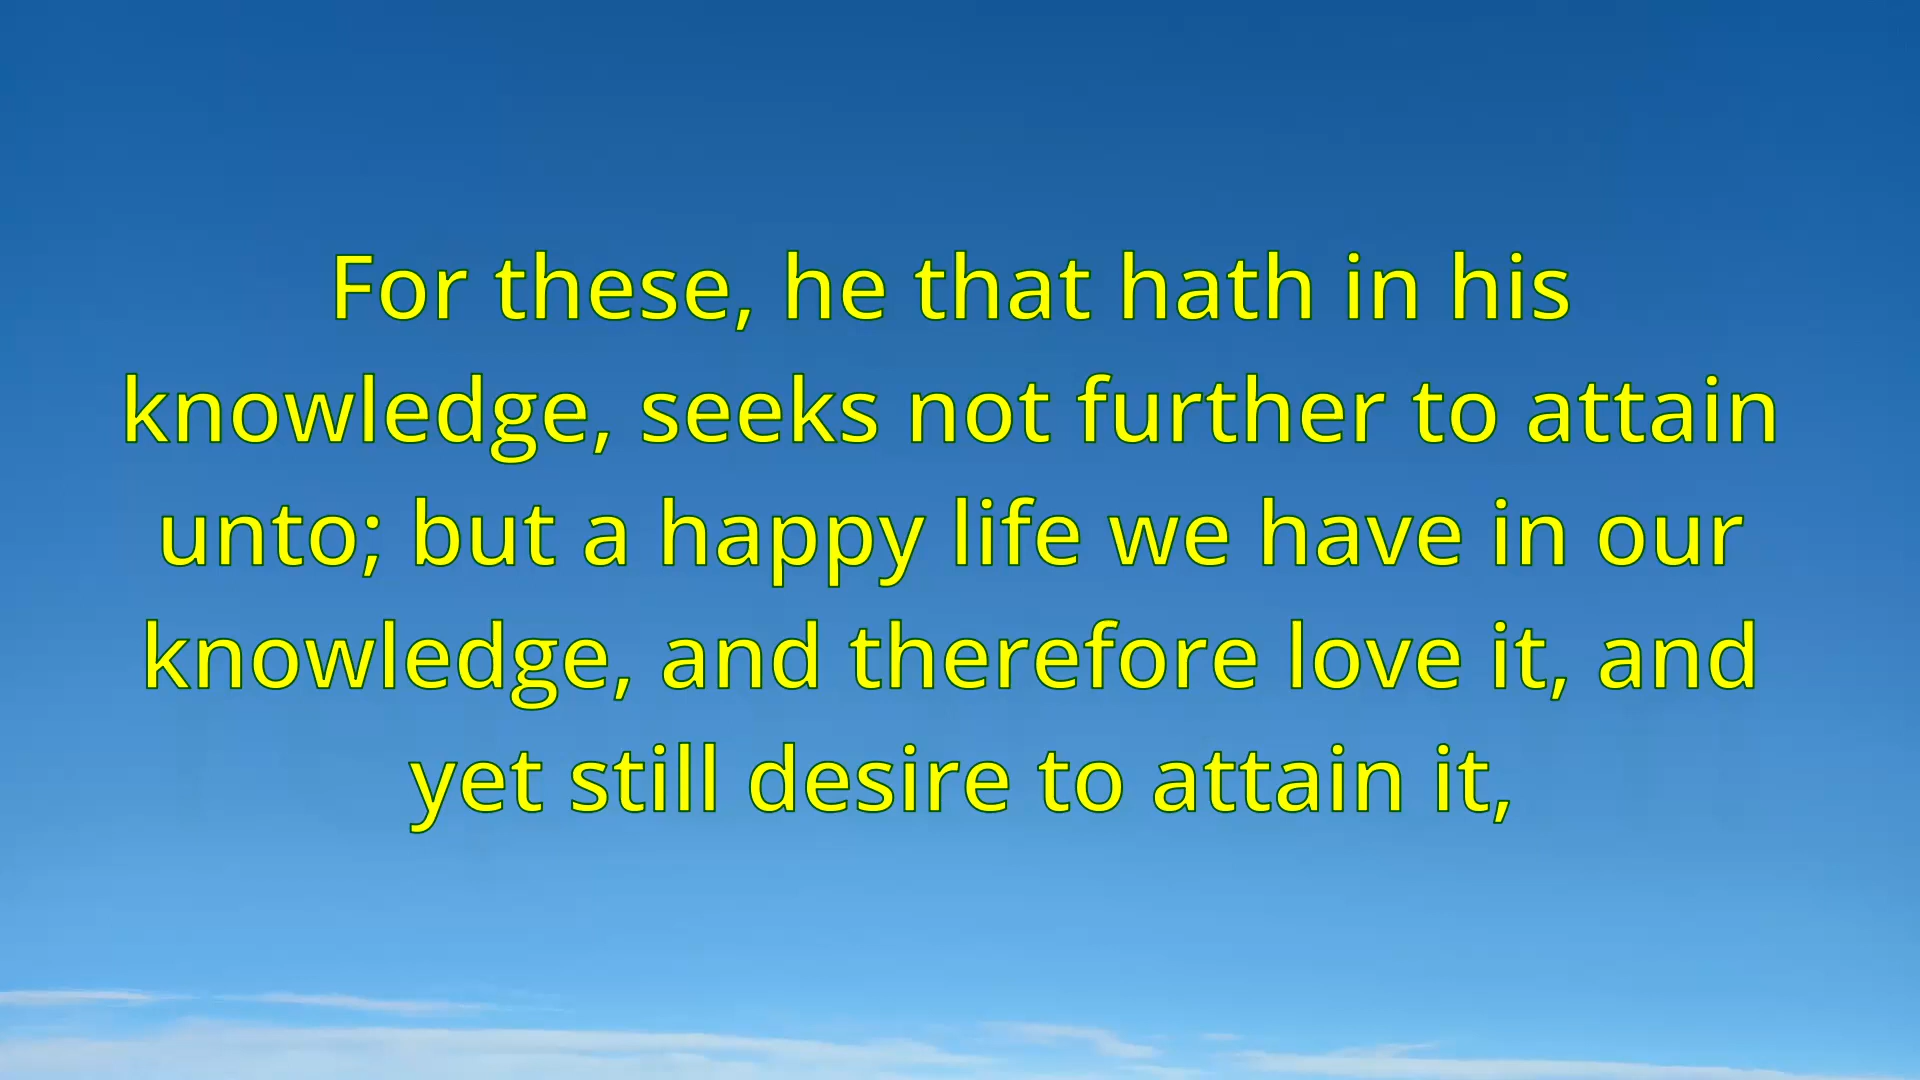 For these, he that hath in his
knowledge, seeks not further to attain
unto; but a happy life we have in our
knowledge, and therefore love it, and
yet still desire to attain it,